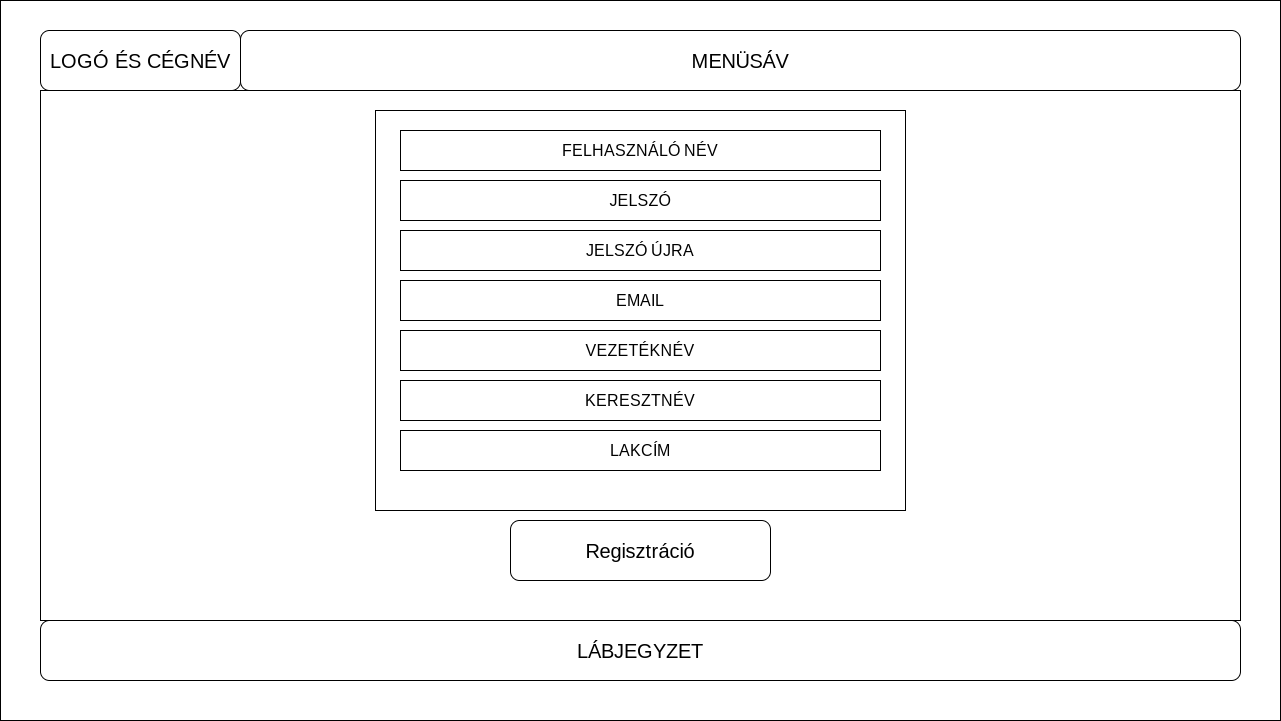 LOGÓ ÉS CÉGNÉV
MENÜSÁV
FELHASZNÁLÓ NÉV
JELSZÓ
JELSZÓ ÚJRA
EMAIL
VEZETÉKNÉV
KERESZTNÉV
LAKCÍM
Regisztráció
LÁBJEGYZET